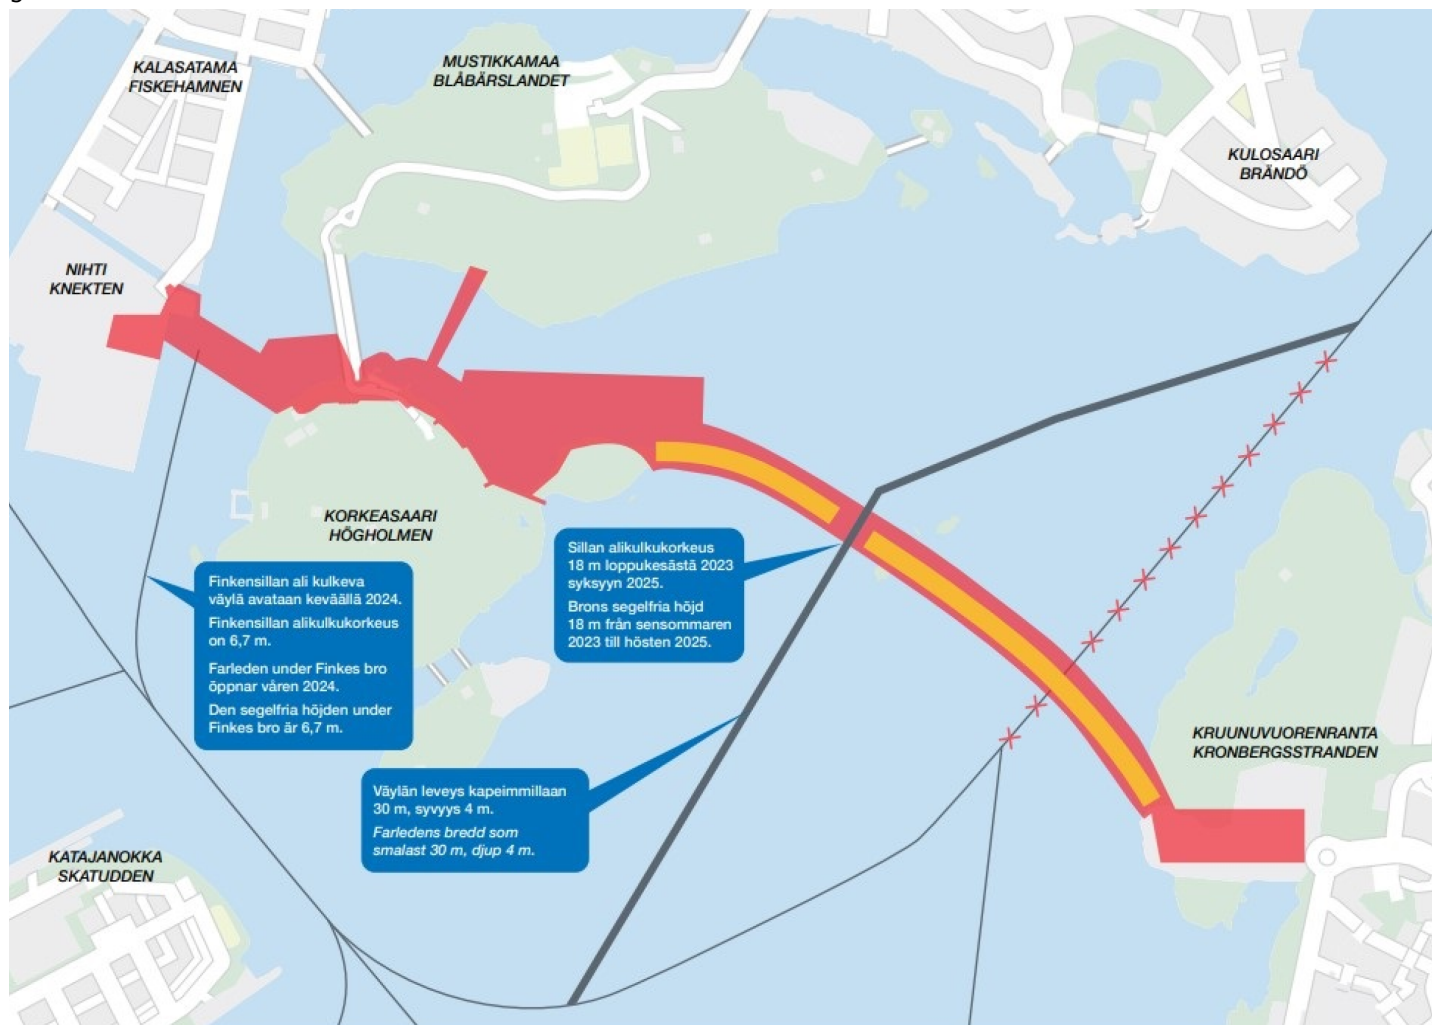 KALASATAMA
FISKEHAMNEN
MUSTIKKAMAA
BLÅBÄRSLANDET
KULOSAARI
BRÄNDÖ
NIHTI
KNEKTEN
KORKEASAARI
HÖGHOLMEN
Sillan alikulkukorkeus
18 m loppukesästä 2023
syksyyn 2025.
Brons segelfria höjd
18 m från sensommaren
2023 till hösten 2025.
Finkensillan ali kulkeva
väylä avataan keväällä 2024.
Finkensillan alikulkukorkeus
on 6,7 m.
Farleden under Finkes bro
öppnar våren 2024.
Den segelfria höjden under
Finkes bro är 6,7 m.
KRUUNUVUORENRANTA
KRONBERGSSTRANDEN
Väylän leveys kapeimmillaan
30 m, syvyys 4 m.
Farledens bredd som
smalast 30 m, djup 4 m.
KATAJANOKKA
SKATUDDEN